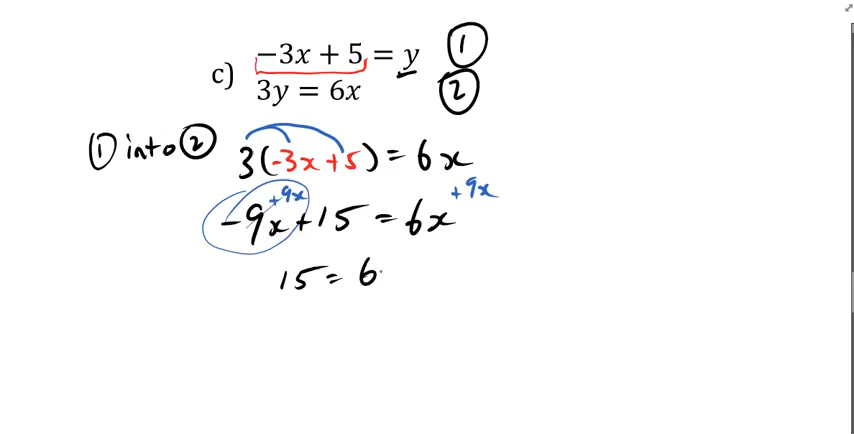 c) −3x + 5 = y ①
3y = 6x ②
① into ② 3(-3x+5) = 6x
+9x +9x
-9x+15 = 6x
15 = 6